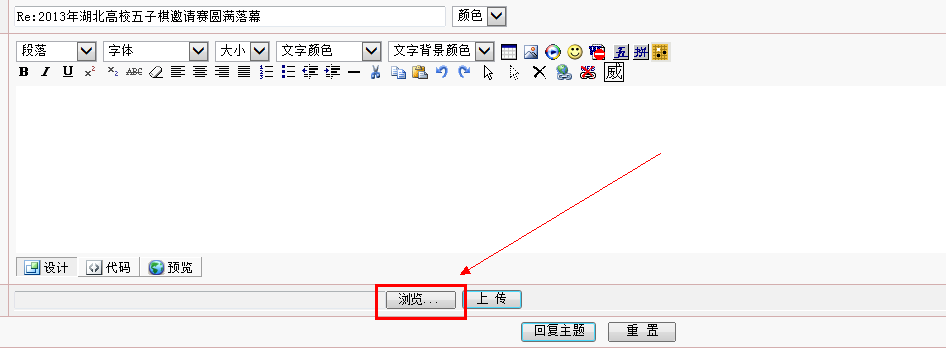 Re:2013年湖北高校五子棋邀请赛圆满落幕 颜色
段落 字体 大小 文字颜色 文字背景颜色 五 拼
B I U x² x₂ ABC 威
设计 代码 预览
浏览... 上 传
回复主题 重 置